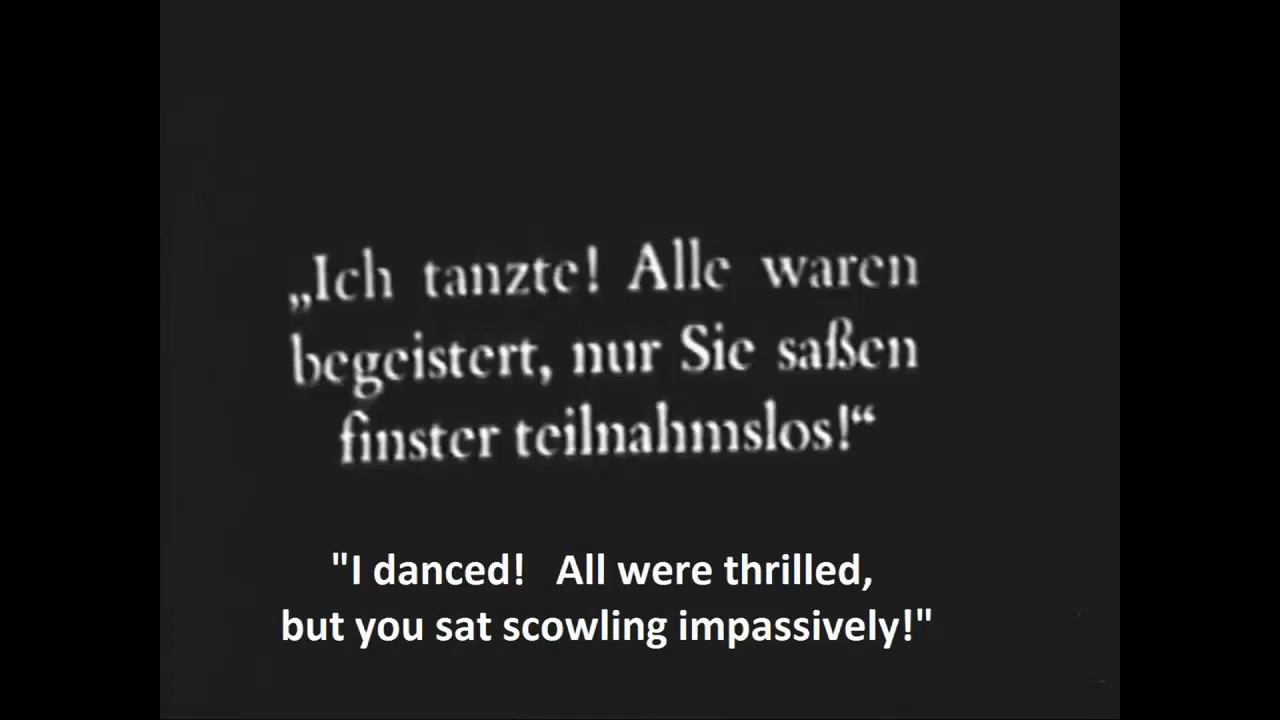 „Ich tanzte! Alle waren
begeistert, nur Sie saßen
finster teilnahmslos!“
"I danced! All were thrilled,
but you sat scowling impassively!"